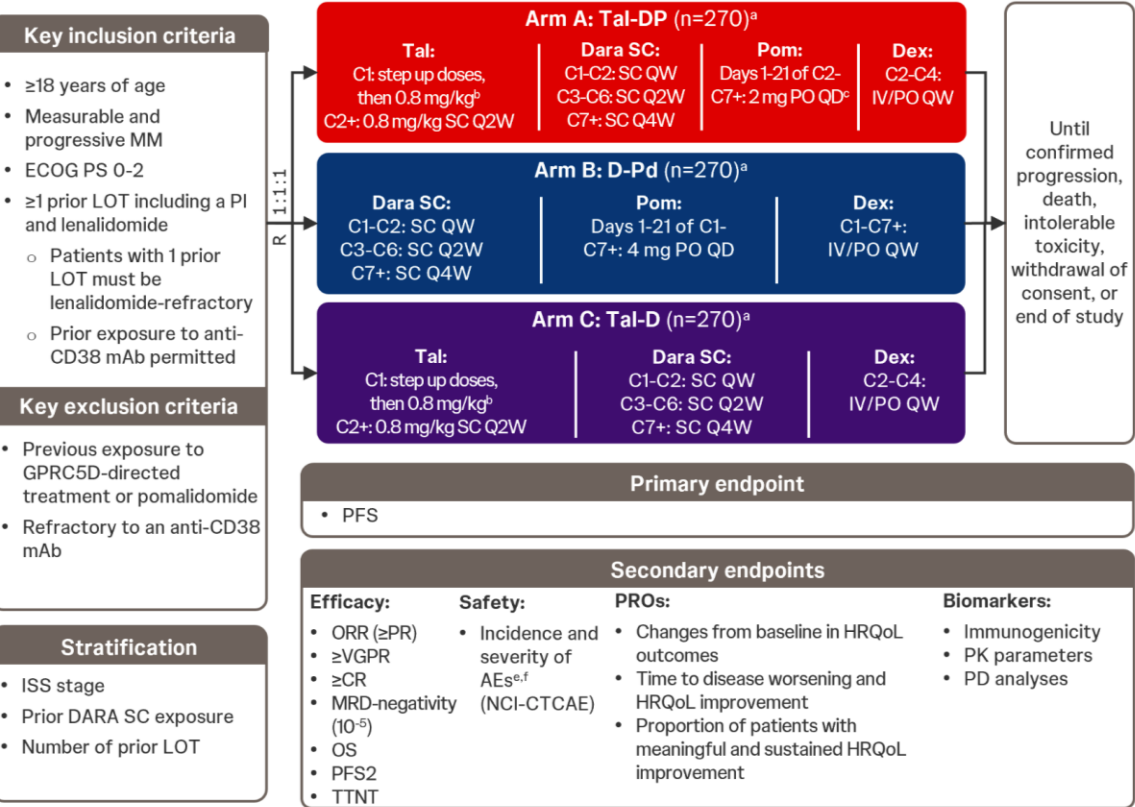 Key inclusion criteria
• ≥18 years of age
• Measurable and
progressive MM
• ECOG PS 0-2
• ≥1 prior LOT including a PI
and lenalidomide
o Patients with 1 prior
LOT must be
lenalidomide-refractory
o Prior exposure to anti-
CD38 mAb permitted
Key exclusion criteria
• Previous exposure to
GPRC5D-directed
treatment or pomalidomide
• Refractory to an anti-CD38
mAb
Stratification
• ISS stage
• Prior DARA SC exposure
• Number of prior LOT
R 1:1:1
Arm A: Tal-DP (n=270)ᵃ
Tal:
C1: step up doses,
then 0.8 mg/kgᵇ
C2+: 0.8 mg/kg SC Q2W
Dara SC:
C1-C2: SC QW
C3-C6: SC Q2W
C7+: SC Q4W
Pom:
Days 1-21 of C2-
C7+: 2 mg PO QDᶜ
Dex:
C2-C4:
IV/PO QW
Arm B: D-Pd (n=270)ᵃ
Dara SC:
C1-C2: SC QW
C3-C6: SC Q2W
C7+: SC Q4W
Pom:
Days 1-21 of C1-
C7+: 4 mg PO QD
Dex:
C1-C7+:
IV/PO QW
Arm C: Tal-D (n=270)ᵃ
Tal:
C1: step up doses,
then 0.8 mg/kgᵇ
C2+: 0.8 mg/kg SC Q2W
Dara SC:
C1-C2: SC QW
C3-C6: SC Q2W
C7+: SC Q4W
Dex:
C2-C4:
IV/PO QW
Until
confirmed
progression,
death,
intolerable
toxicity,
withdrawal of
consent, or
end of study
Primary endpoint
• PFS
Secondary endpoints
Efficacy:
• ORR (≥PR)
• ≥VGPR
• ≥CR
• MRD-negativity
(10⁻⁵)
• OS
• PFS2
• TTNT
Safety:
• Incidence and
severity of
AEsᵉ,ᶠ
(NCI-CTCAE)
PROs:
• Changes from baseline in HRQoL
outcomes
• Time to disease worsening and
HRQoL improvement
• Proportion of patients with
meaningful and sustained HRQoL
improvement
Biomarkers:
• Immunogenicity
• PK parameters
• PD analyses